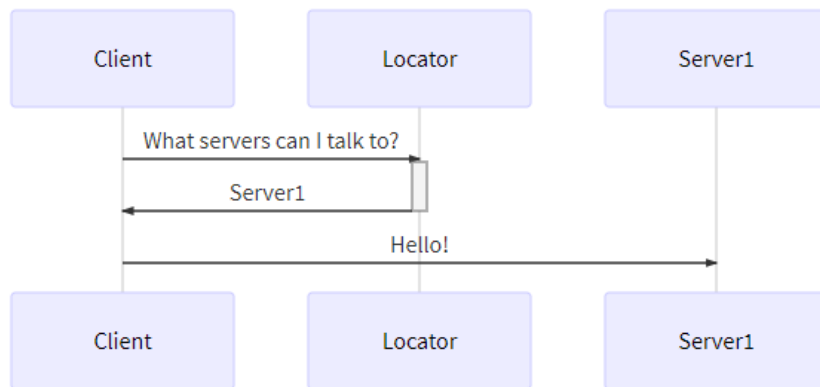 Client Locator Server1
What servers can I talk to?
Server1
Hello!
Client Locator Server1